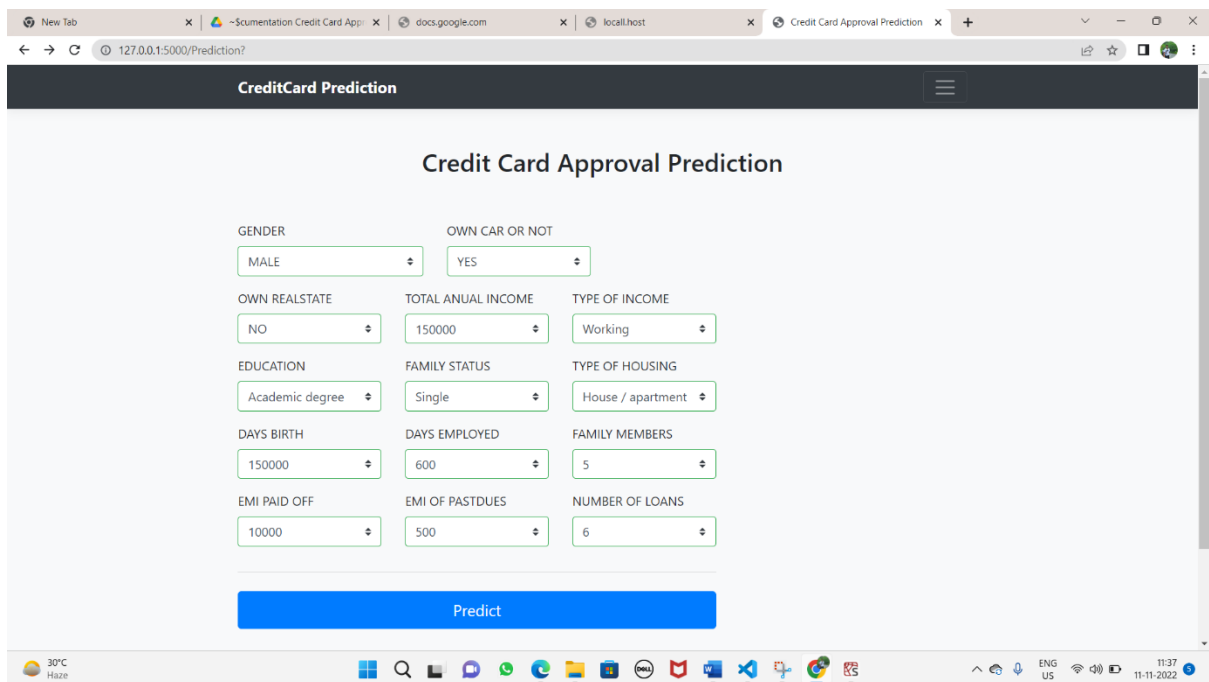 New Tab ~$cumentation Credit Card Appr docs.google.com locall.host Credit Card Approval Prediction
127.0.0.1:5000/Prediction?
CreditCard Prediction
Credit Card Approval Prediction
GENDER OWN CAR OR NOT
MALE YES
OWN REALSTATE TOTAL ANUAL INCOME TYPE OF INCOME
NO 150000 Working
EDUCATION FAMILY STATUS TYPE OF HOUSING
Academic degree Single House / apartment
DAYS BIRTH DAYS EMPLOYED FAMILY MEMBERS
150000 600 5
EMI PAID OFF EMI OF PASTDUES NUMBER OF LOANS
10000 500 6
Predict
30°C
Haze
DELL
ENG
US
11:37
11-11-2022
5